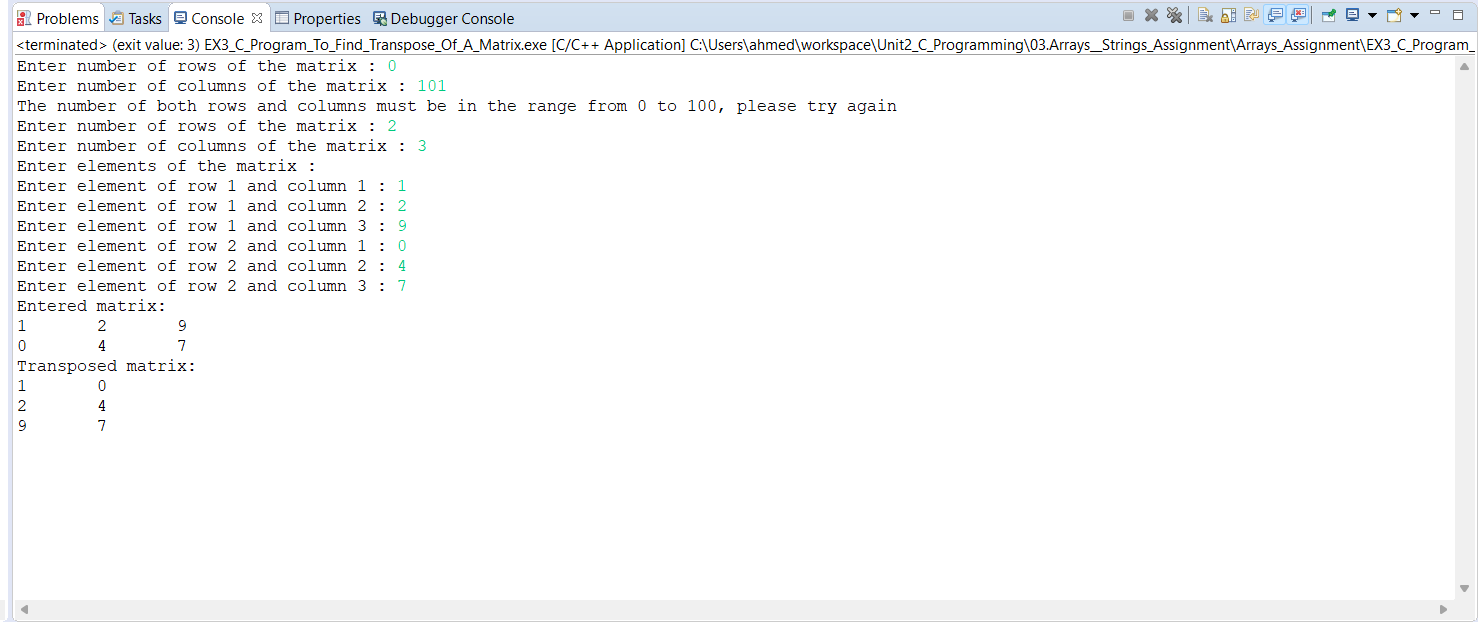 Problems Tasks Console Properties Debugger Console
<terminated> (exit value: 3) EX3_C_Program_To_Find_Transpose_Of_A_Matrix.exe [C/C++ Application] C:\Users\ahmed\workspace\Unit2_C_Programming\03.Arrays__Strings_Assignment\Arrays_Assignment\EX3_C_Program_
Enter number of rows of the matrix : 0
Enter number of columns of the matrix : 101
The number of both rows and columns must be in the range from 0 to 100, please try again
Enter number of rows of the matrix : 2
Enter number of columns of the matrix : 3
Enter elements of the matrix :
Enter element of row 1 and column 1 : 1
Enter element of row 1 and column 2 : 2
Enter element of row 1 and column 3 : 9
Enter element of row 2 and column 1 : 0
Enter element of row 2 and column 2 : 4
Enter element of row 2 and column 3 : 7
Entered matrix:
1 2 9
0 4 7
Transposed matrix:
1 0
2 4
9 7